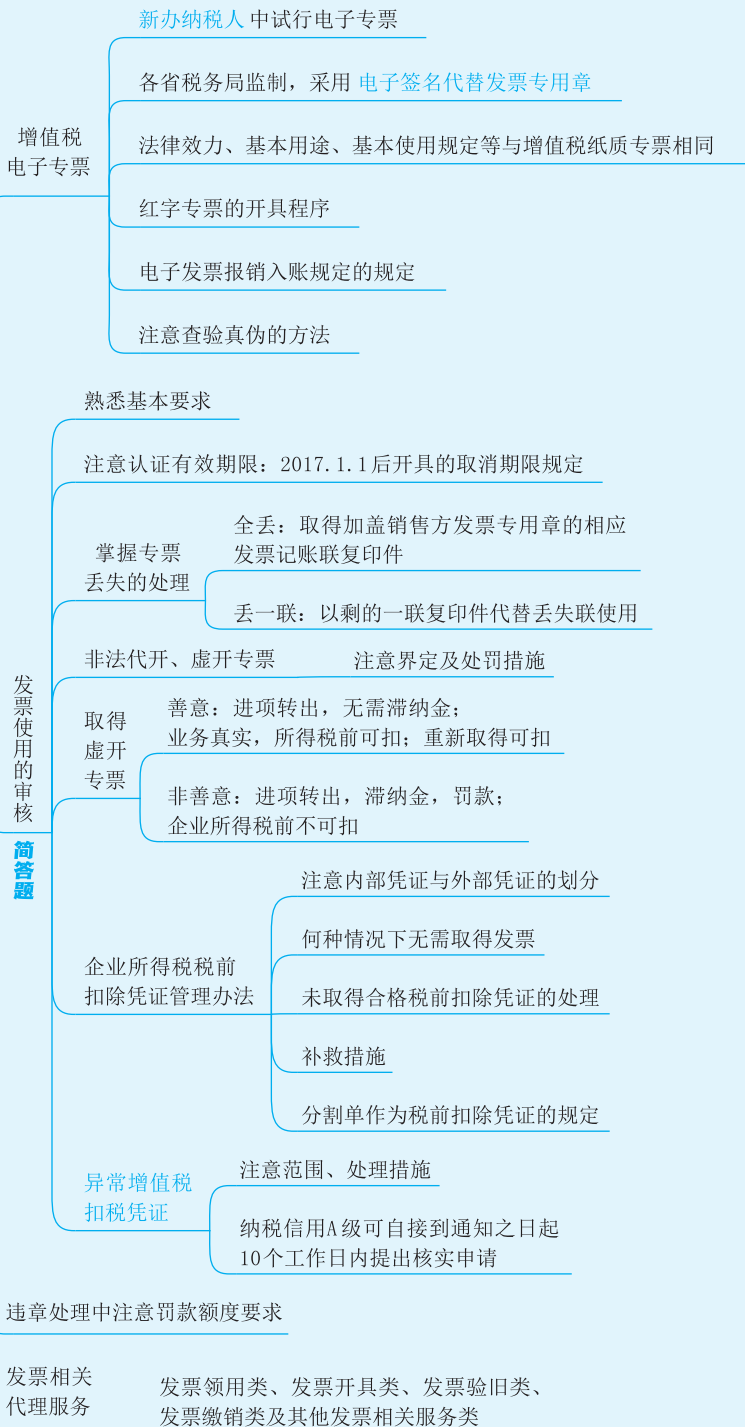 新办纳税人 中试行电子专票
各省税务局监制，采用 电子签名代替发票专用章
增值税
电子专票
法律效力、基本用途、基本使用规定等与增值税纸质专票相同
红字专票的开具程序
电子发票报销入账规定的规定
注意查验真伪的方法
发票使用的审核
简答题
熟悉基本要求
注意认证有效期限：2017.1.1后开具的取消期限规定
掌握专票
丢失的处理
全丢：取得加盖销售方发票专用章的相应
发票记账联复印件
丢一联：以剩的一联复印件代替丢失联使用
非法代开、虚开专票
注意界定及处罚措施
取得
虚开
专票
善意：进项转出，无需滞纳金；
业务真实，所得税前可扣；重新取得可扣
非善意：进项转出，滞纳金，罚款；
企业所得税前不可扣
企业所得税税前
扣除凭证管理办法
注意内部凭证与外部凭证的划分
何种情况下无需取得发票
未取得合格税前扣除凭证的处理
补救措施
分割单作为税前扣除凭证的规定
异常增值税
扣税凭证
注意范围、处理措施
纳税信用A级可自接到通知之日起
10个工作日内提出核实申请
违章处理中注意罚款额度要求
发票相关
代理服务
发票领用类、发票开具类、发票验旧类、
发票缴销类及其他发票相关服务类